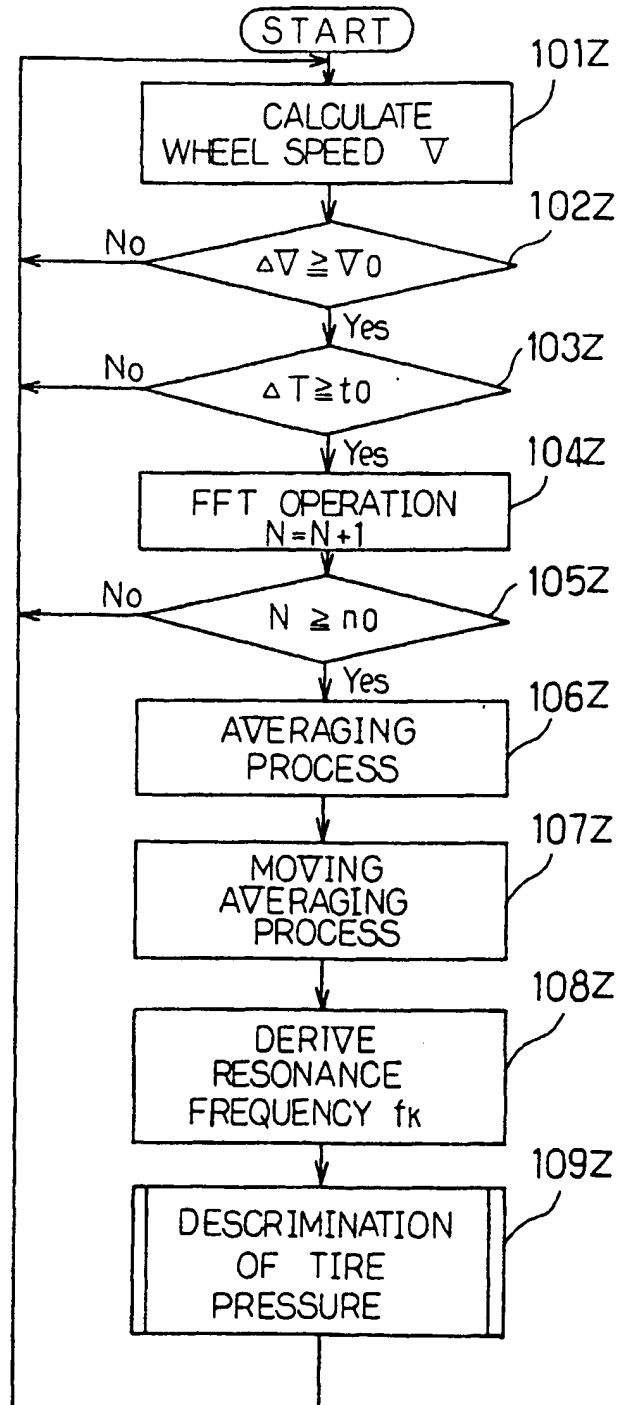 START
101Z
CALCULATE
WHEEL SPEED V
102Z
No
ΔV ≧ V0
Yes
103Z
No
ΔT ≧ t0
Yes
104Z
FFT OPERATION
N=N+1
105Z
No
N ≧ n0
Yes
106Z
AVERAGING
PROCESS
107Z
MOVING
AVERAGING
PROCESS
108Z
DERIVE
RESONANCE
FREQUENCY fK
109Z
DESCRIMINATION
OF TIRE
PRESSURE